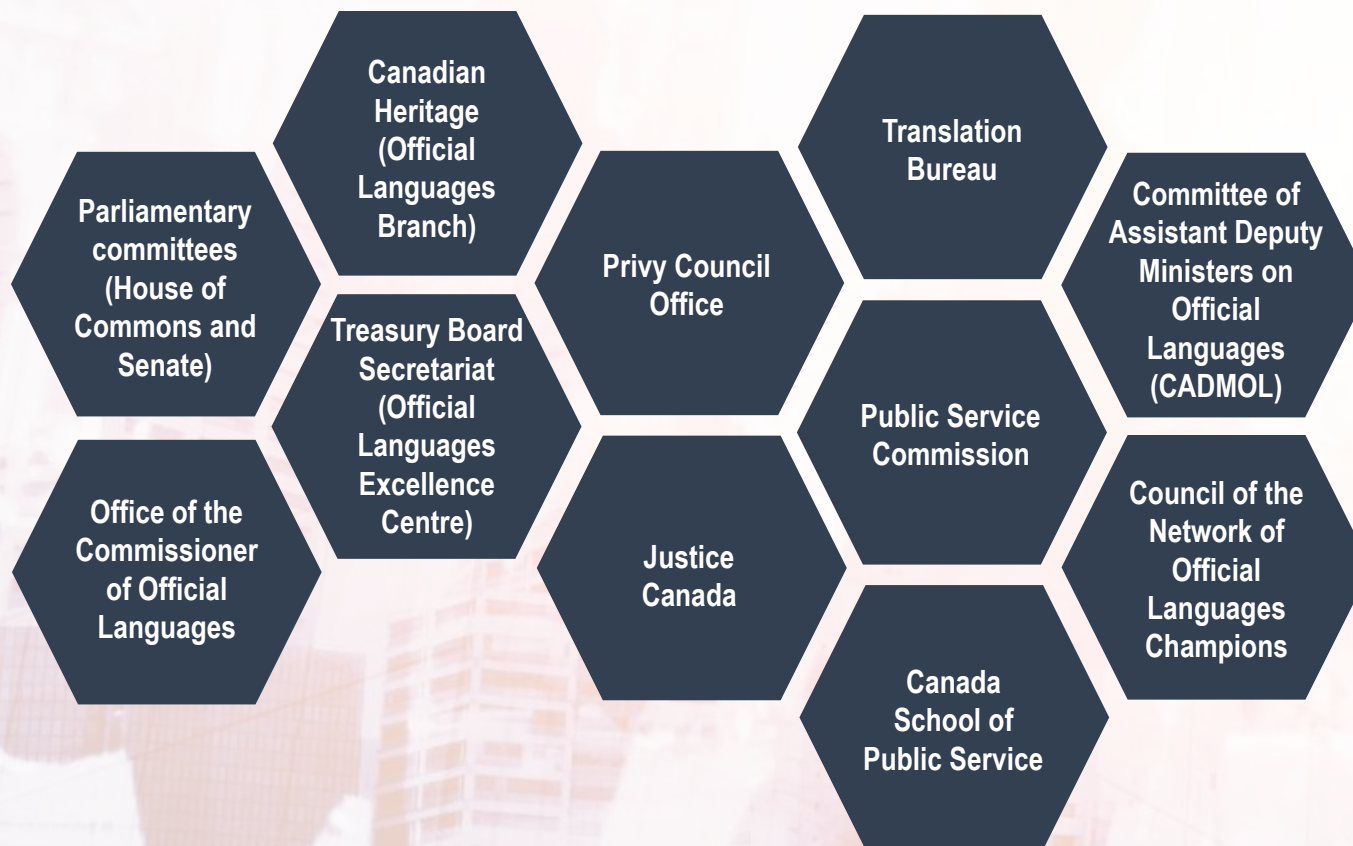 Canadian
Heritage
(Official
Languages
Branch)
Translation
Bureau
Parliamentary
committees
(House of
Commons and
Senate)
Privy Council
Office
Committee of
Assistant Deputy
Ministers on
Official
Languages
(CADMOL)
Treasury Board
Secretariat
(Official
Languages
Excellence
Centre)
Public Service
Commission
Office of the
Commissioner
of Official
Languages
Justice
Canada
Council of the
Network of
Official
Languages
Champions
Canada
School of
Public Service